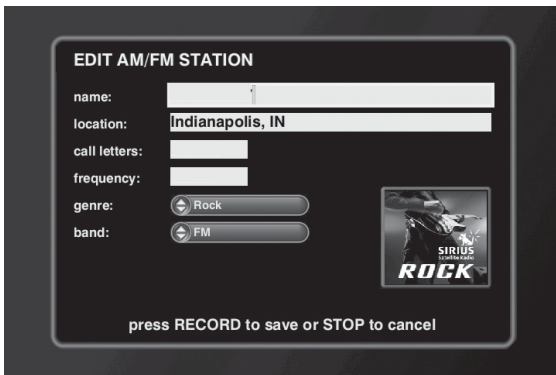 EDIT AM/FM STATION
name:
location: Indianapolis, IN
call letters:
frequency:
genre: Rock
band: FM
SIRIUS
Satellite Radio
ROCK
press RECORD to save or STOP to cancel